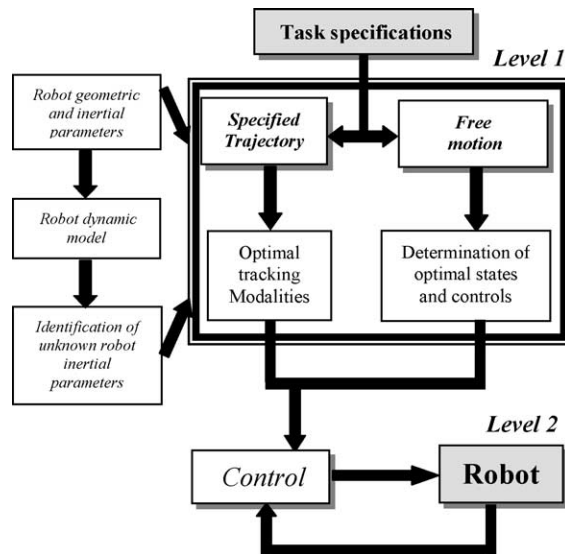 Task specifications
Level 1
Robot geometric
and inertial
parameters
Specified
Trajectory
Free
motion
Robot dynamic
model
Optimal
tracking
Modalities
Determination of
optimal states
and controls
Identification of
unknown robot
inertial
parameters
Level 2
Control
Robot